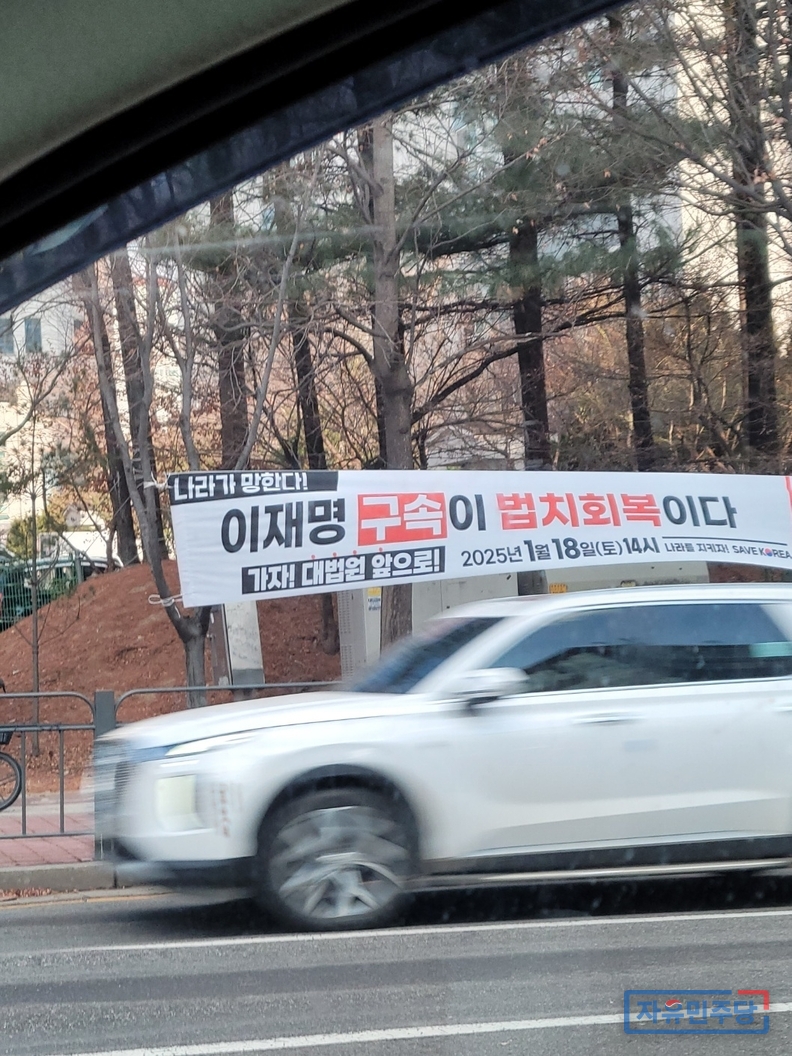 나라가 망한다!
이재명 구속이 법치회복이다
가자! 대법원 앞으로!
2025년 1월 18일(토) 14시 나라를 지키자! SAVE KOREA
자유민주당